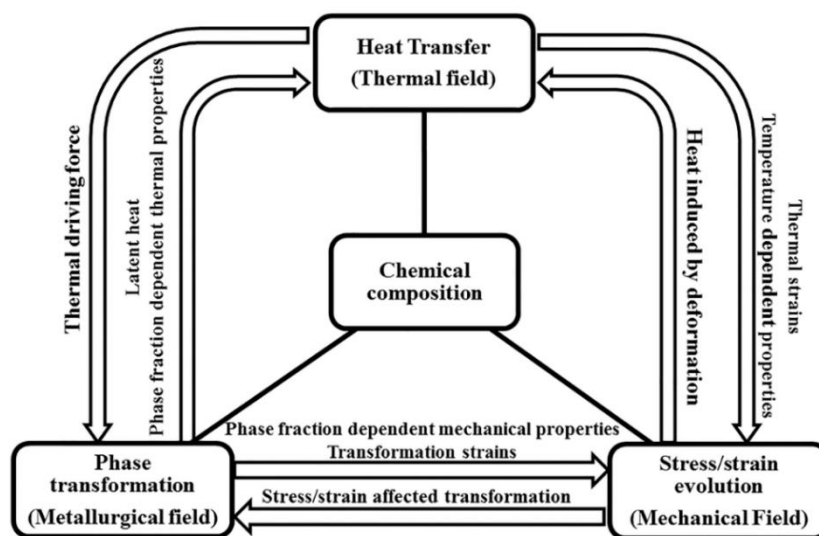 Heat Transfer
(Thermal field)
Thermal driving force
Latent heat
Phase fraction dependent thermal properties
Heat induced by deformation
Thermal strains
Temperature dependent properties
Chemical
composition
Phase fraction dependent mechanical properties
Transformation strains
Stress/strain affected transformation
Phase
transformation
(Metallurgical field)
Stress/strain
evolution
(Mechanical Field)